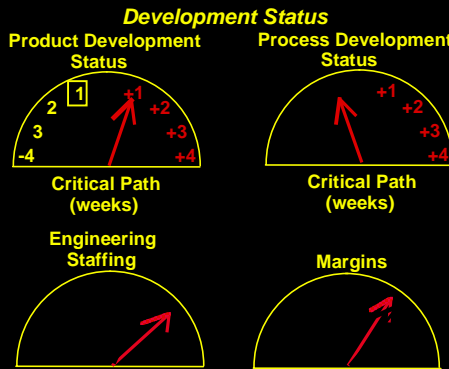 Development Status
Product Development
Status
1
+1
2
+2
3
+3
-4
+4
Critical Path
(weeks)
Process Development
Status
+1
+2
+3
+4
Critical Path
(weeks)
Engineering
Staffing
Margins